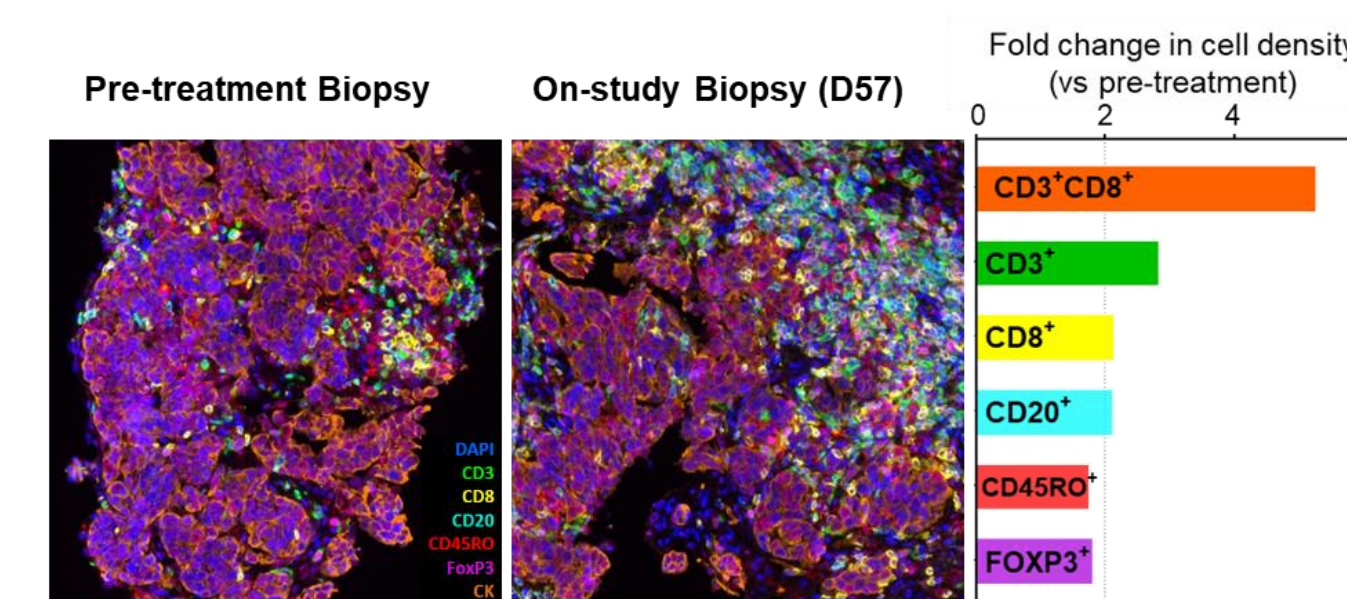 Pre-treatment Biopsy
On-study Biopsy (D57)
Fold change in cell density
(vs pre-treatment)
0 2 4
CD3+CD8+
CD3+
CD8+
CD20+
CD45RO+
FOXP3+
DAPI
CD3
CD8
CD20
CD45RO
FoxP3
CK